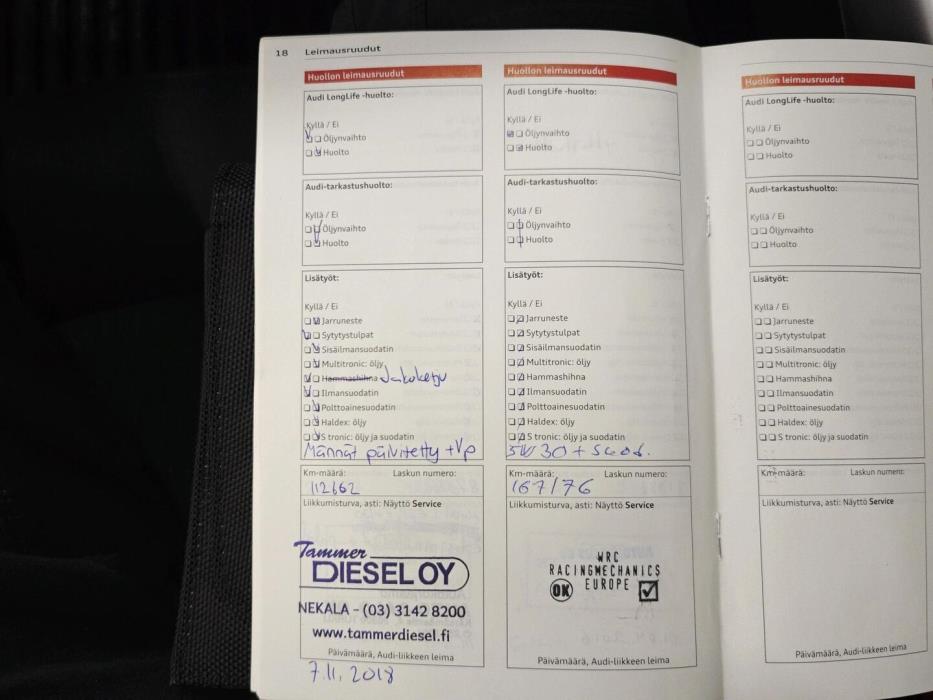 18 Leimausruudut
Huollon leimausruudut
Audi LongLife -huolto:
Kyllä / Ei
Öljynvaihto
Huolto
Audi-tarkastushuolto:
Kyllä / Ei
Öljynvaihto
Huolto
Lisätyöt:
Kyllä / Ei
Jarruneste
Sytytystulpat
Sisäilmansuodatin
Multitronic: öljy
Hammashihna Jakoketju
Ilmansuodatin
Polttoainesuodatin
Haldex: öljy
S tronic: öljy ja suodatin
Männät päivitetty + Vp
Km-määrä: Laskun numero:
112662
Liikkumisturva, asti: Näyttö Service
Tammer
DIESEL OY
NEKALA - (03) 3142 8200
www.tammerdiesel.fi
Päivämäärä, Audi-liikkeen leima
7.11.2018
Huollon leimausruudut
Audi LongLife -huolto:
Kyllä / Ei
Öljynvaihto
Huolto
Audi-tarkastushuolto:
Kyllä / Ei
Öljynvaihto
Huolto
Lisätyöt:
Kyllä / Ei
Jarruneste
Sytytystulpat
Sisäilmansuodatin
Multitronic: öljy
Hammashihna
Ilmansuodatin
Polttoainesuodatin
Haldex: öljy
S tronic: öljy ja suodatin
5W30 +
Km-määrä: Laskun numero:
167176
Liikkumisturva, asti: Näyttö Service
WRC
RACINGMECHANICS
EUROPE
OK
Päivämäärä, Audi-liikkeen leima
Huollon leimausruudut
Audi LongLife -huolto:
Kyllä / Ei
Öljynvaihto
Huolto
Audi-tarkastushuolto:
Kyllä / Ei
Öljynvaihto
Huolto
Lisätyöt:
Kyllä / Ei
Jarruneste
Sytytystulpat
Sisäilmansuodatin
Multitronic: öljy
Hammashihna
Ilmansuodatin
Polttoainesuodatin
Haldex: öljy
S tronic: öljy ja suodatin
Km-määrä: Laskun numero:
Liikkumisturva, asti: Näyttö Service
Päivämäärä, Audi-liikkeen leima